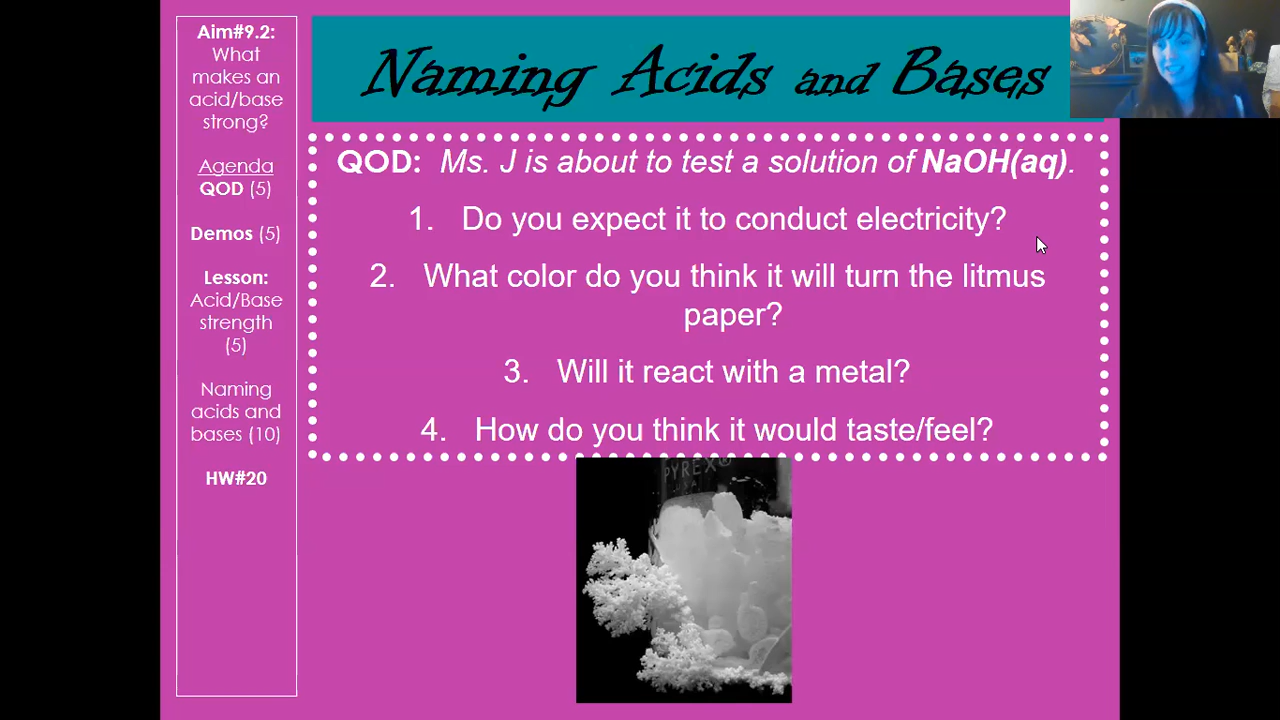 Aim#9.2:
What
makes an
acid/base
strong?
Agenda
QOD (5)
Demos (5)
Lesson:
Acid/Base
strength
(5)
Naming
acids and
bases (10)
HW#20
Naming Acids and Bases
QOD: Ms. J is about to test a solution of NaOH(aq).
1. Do you expect it to conduct electricity?
2. What color do you think it will turn the litmus
paper?
3. Will it react with a metal?
4. How do you think it would taste/feel?
PYREX®